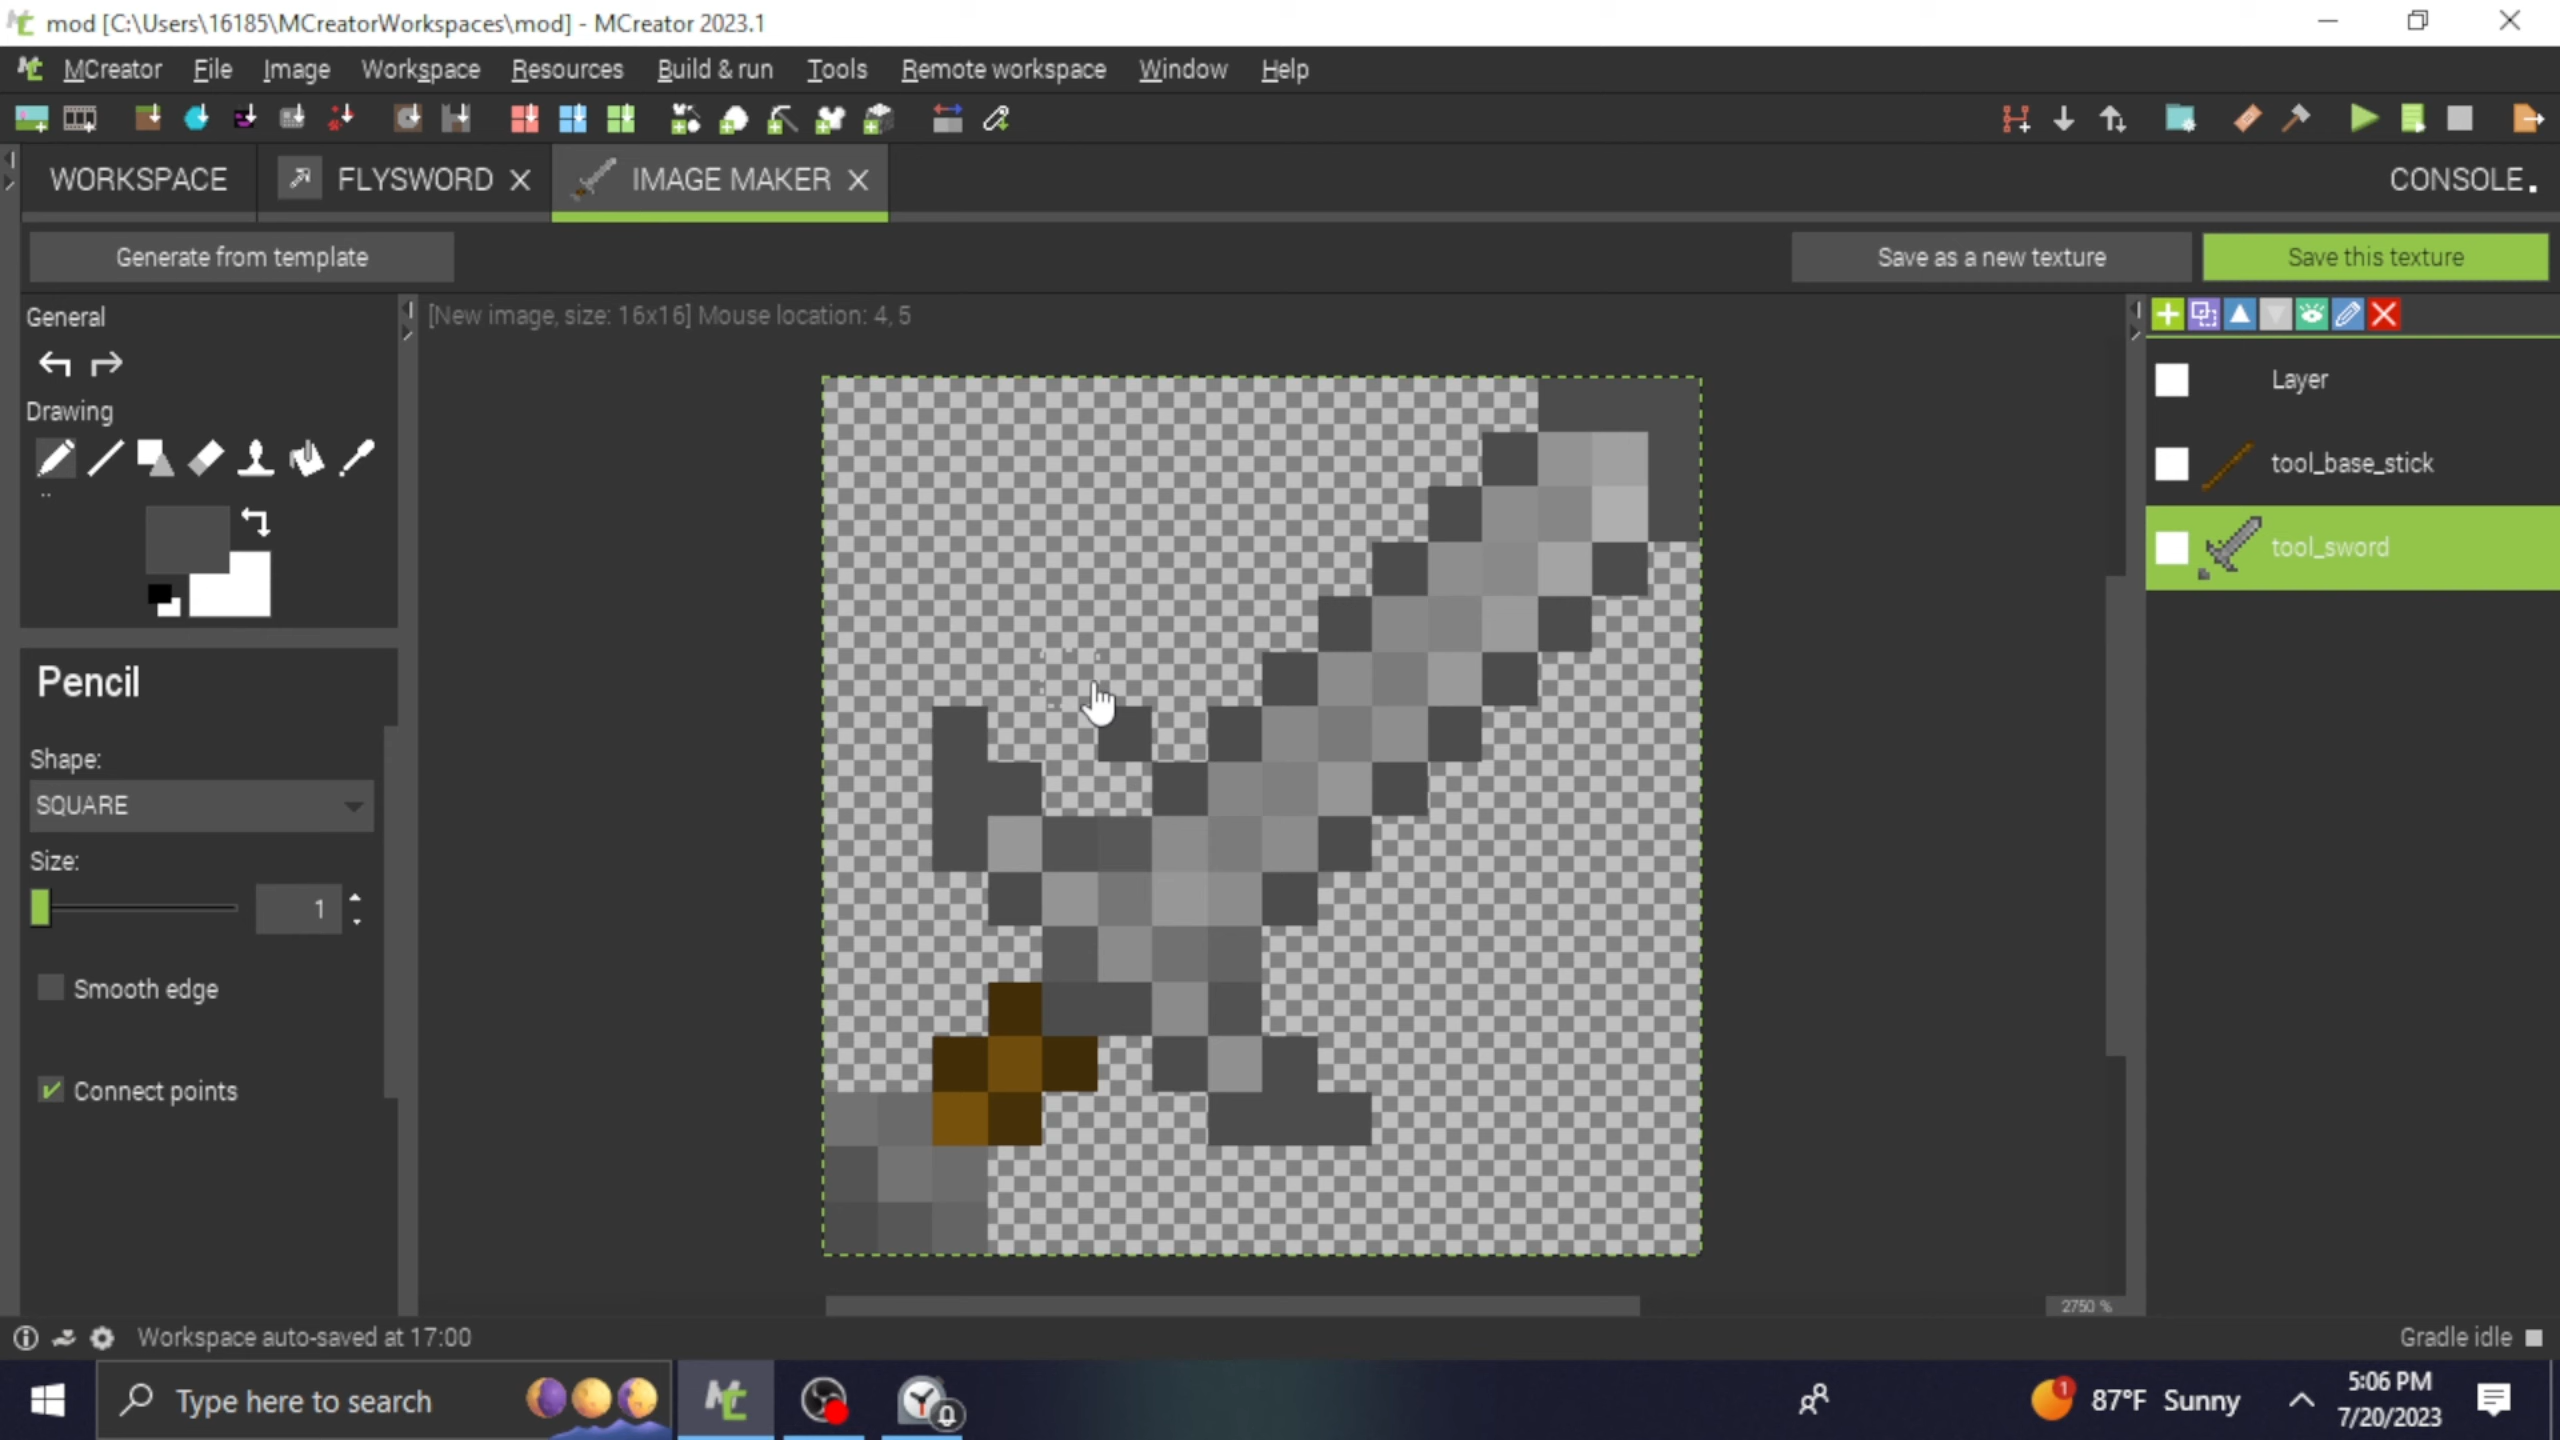 mod [C:\Users\16185\MCreatorWorkspaces\mod] - MCreator 2023.1
MCreator File Image Workspace Resources Build & run Tools Remote workspace Window Help
WORKSPACE FLYSWORD IMAGE MAKER CONSOLE
Generate from template Save as a new texture Save this texture
General [New image, size: 16x16] Mouse location: 4, 5
Layer
Drawing
tool_base_stick
tool_sword
Pencil
Shape:
SQUARE
Size:
1
Smooth edge
Connect points
2750 %
Workspace auto-saved at 17:00 Gradle idle
Type here to search 1 87°F Sunny 5:06 PM
7/20/2023